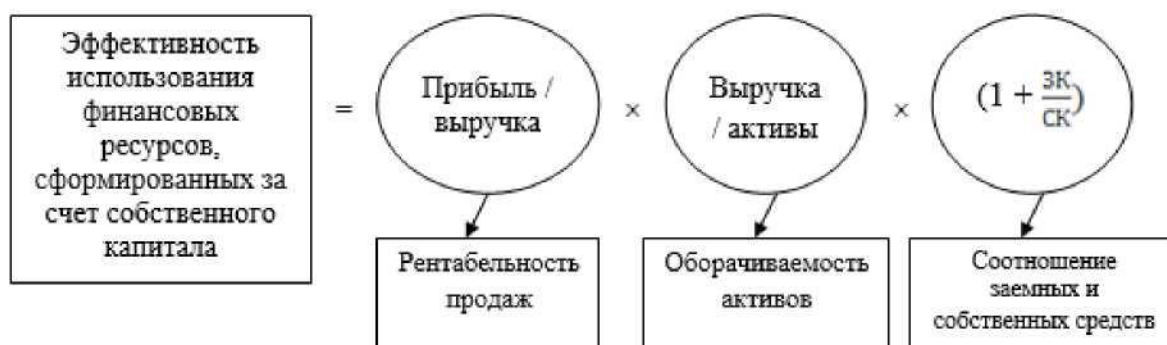 Эффективность
использования
финансовых
ресурсов,
сформированных за
счет собственного
капитала
=
Прибыль /
выручка
×
Выручка
/ активы
×
(1 + ЗК/СК)
Рентабельность
продаж
Оборачиваемость
активов
Соотношение
заемных и
собственных средств